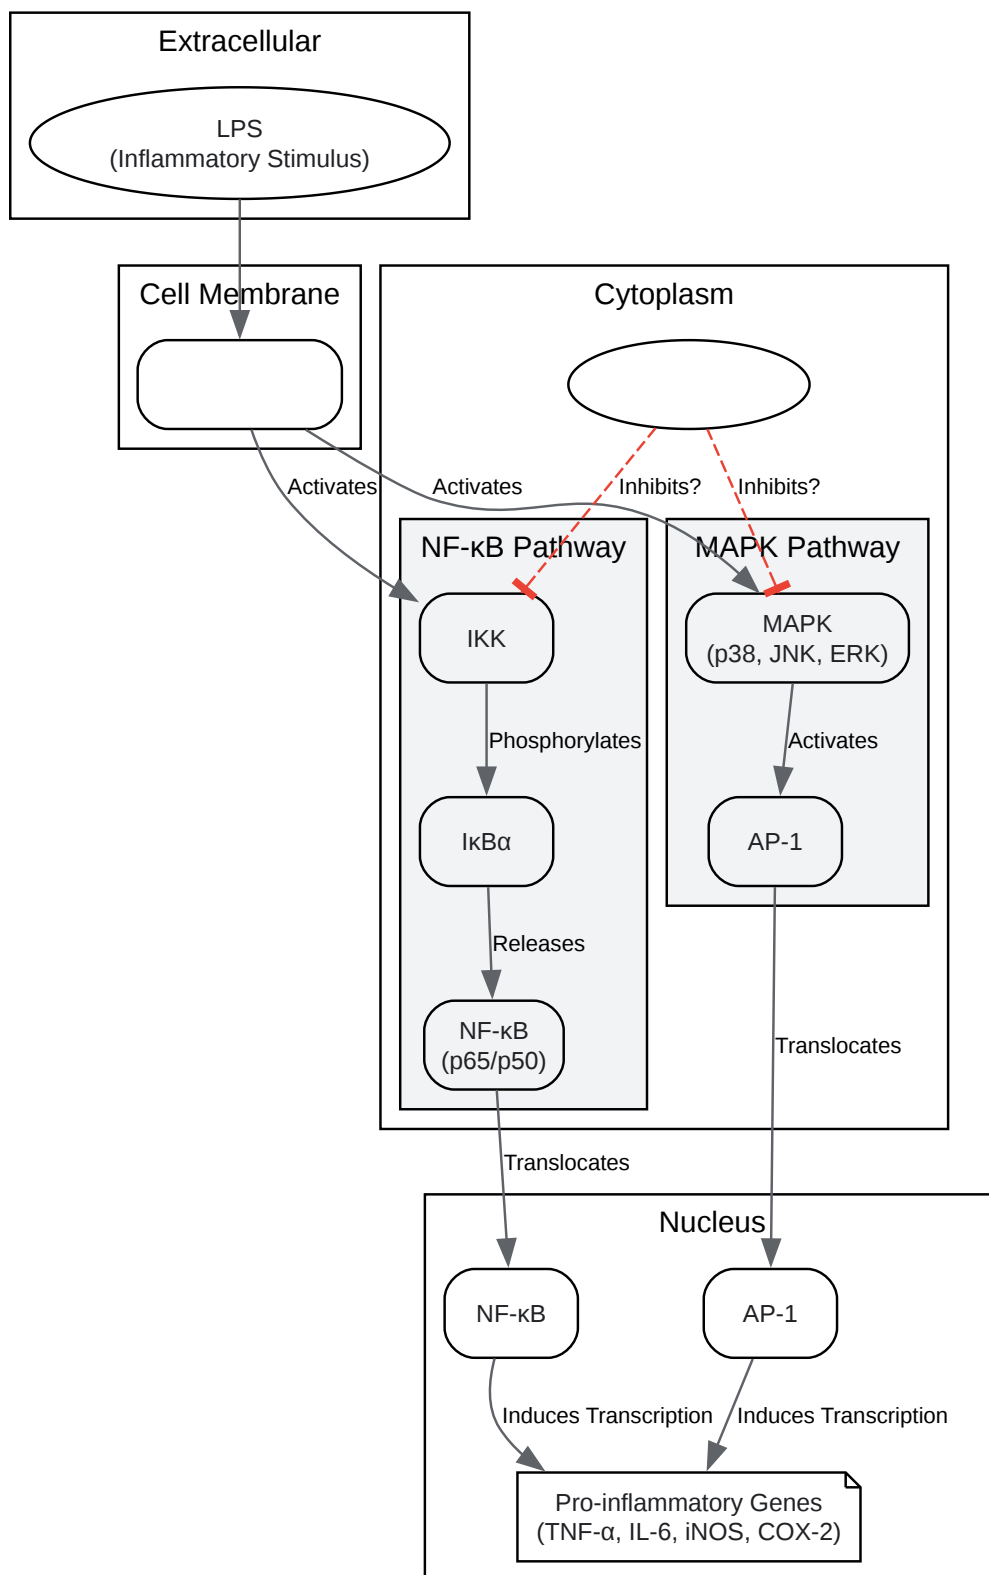 Extracellular
LPS
(Inflammatory Stimulus)
Cell Membrane
Cytoplasm
Activates
Activates
Inhibits?
Inhibits?
NF-κB Pathway
MAPK Pathway
IKK
MAPK
(p38, JNK, ERK)
Phosphorylates
Activates
IκBα
AP-1
Releases
NF-κB
(p65/p50)
Translocates
Translocates
Nucleus
NF-κB
AP-1
Induces Transcription
Induces Transcription
Pro-inflammatory Genes
(TNF-α, IL-6, iNOS, COX-2)